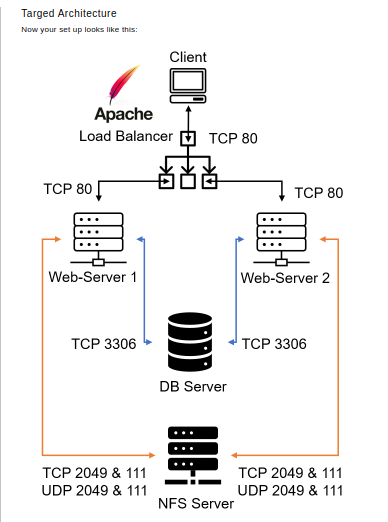 Targed Architecture
Now your set up looks like this:
Client
Apache
Load Balancer
TCP 80
TCP 80
TCP 80
Web-Server 1
Web-Server 2
TCP 3306
TCP 3306
DB Server
TCP 2049 & 111
UDP 2049 & 111
TCP 2049 & 111
UDP 2049 & 111
NFS Server